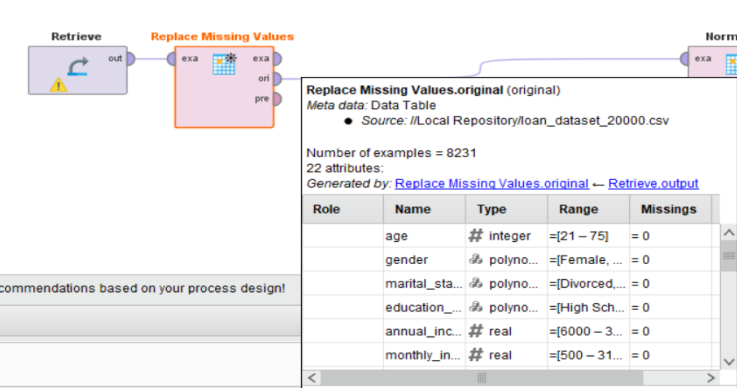 Retrieve
Replace Missing Values
Norm
out
exa
exa
ori
pre
exa
Replace Missing Values.original (original)
Meta data: Data Table
● Source: //Local Repository/loan_dataset_20000.csv
Number of examples = 8231
22 attributes:
Generated by: Replace Missing Values.original ← Retrieve.output
Role Name Type Range Missings
age # integer =[21 – 75] = 0
gender polyno... =[Female, ... = 0
marital_sta... polyno... =[Divorced,... = 0
education_... polyno... =[High Sch... = 0
annual_inc... # real =[6000 – 3... = 0
monthly_in... # real =[500 – 31... = 0
commendations based on your process design!